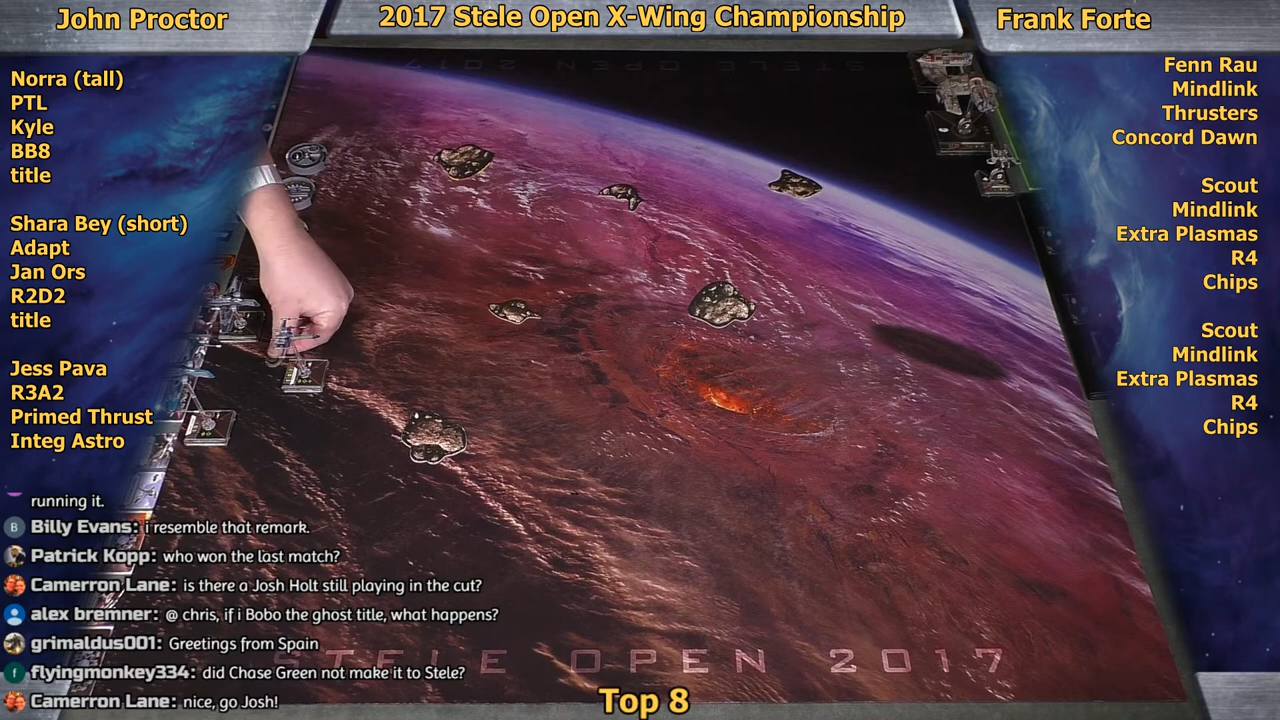 John Proctor
2017 Stele Open X-Wing Championship
Frank Forte
Norra (tall)
PTL
Kyle
BB8
title
Shara Bey (short)
Adapt
Jan Ors
R2D2
title
Jess Pava
R3A2
Primed Thrust
Integ Astro
Fenn Rau
Mindlink
Thrusters
Concord Dawn
Scout
Mindlink
Extra Plasmas
R4
Chips
Scout
Mindlink
Extra Plasmas
R4
Chips
STELE OPEN 2017
running it.
B Billy Evans: i resemble that remark.
Patrick Kopp: who won the last match?
Camerron Lane: is there a Josh Holt still playing in the cut?
alex bremner: @ chris, if i Bobo the ghost title, what happens?
grimaldus001: Greetings from Spain
f flyingmonkey334: did Chase Green not make it to Stele?
Camerron Lane: nice, go Josh!
STELE OPEN 2017
Top 8